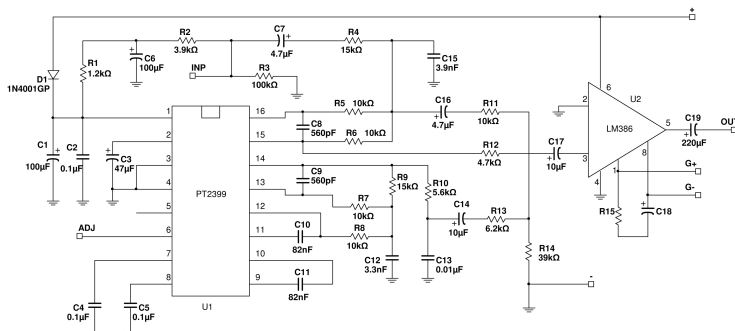 +
C7
4.7µF
R4
15kΩ
R2
3.9kΩ
C6
100µF
R1
1.2kΩ
D1
1N4001GP
INP
R3
100kΩ
C15
3.9nF
C1
100µF
C2
0.1µF
C3
47µF
1
2
3
4
5
6
7
8
PT2399
U1
16
15
14
13
12
11
10
9
R5 10kΩ
C8
560pF
R6 10kΩ
C16
4.7µF
R11
10kΩ
R12
4.7kΩ
C17
10µF
2
3
6
U2
LM386
5
4
1
8
C19
220µF
OUT
G+
G-
R15
C18
C9
560pF
R9
15kΩ
R10
5.6kΩ
R7
10kΩ
R8
10kΩ
C10
82nF
C14
10µF
R13
6.2kΩ
ADJ
C12
3.3nF
C13
0.01µF
R14
39kΩ
C11
82nF
-
C4
0.1µF
C5
0.1µF